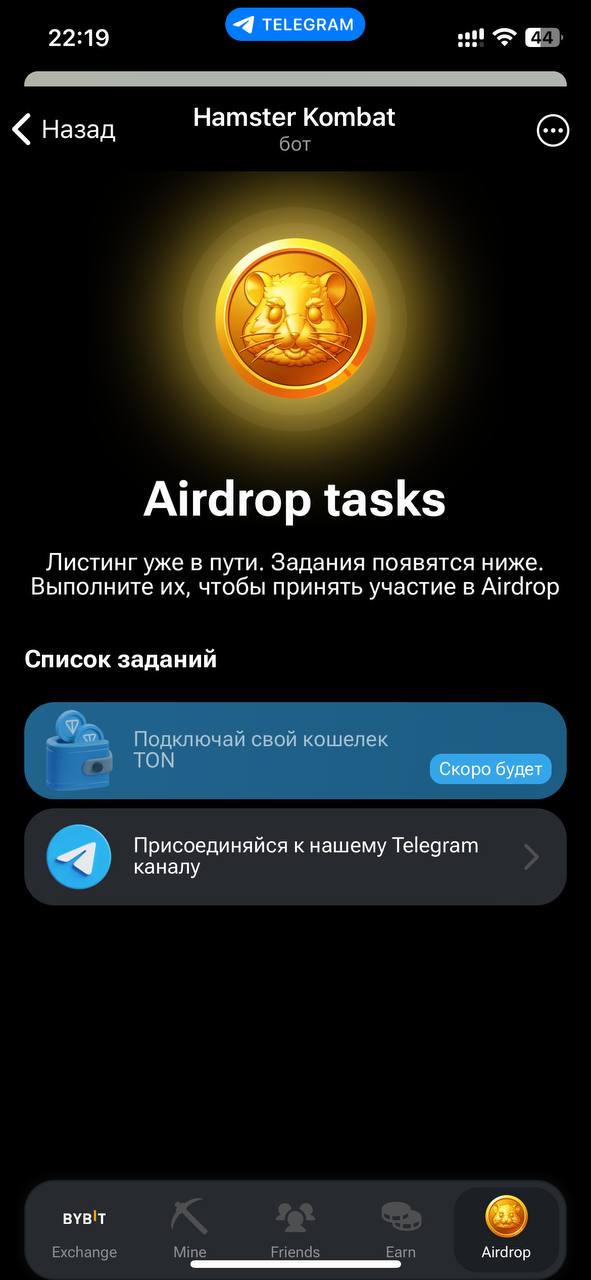 22:19
TELEGRAM
44
Назад
Hamster Kombat
бот
Airdrop tasks
Листинг уже в пути. Задания появятся ниже.
Выполните их, чтобы принять участие в Airdrop
Список заданий
Подключай свой кошелек
TON
Скоро будет
Присоединяйся к нашему Telegram
каналу
BYBIT
Exchange
Mine
Friends
Earn
Airdrop